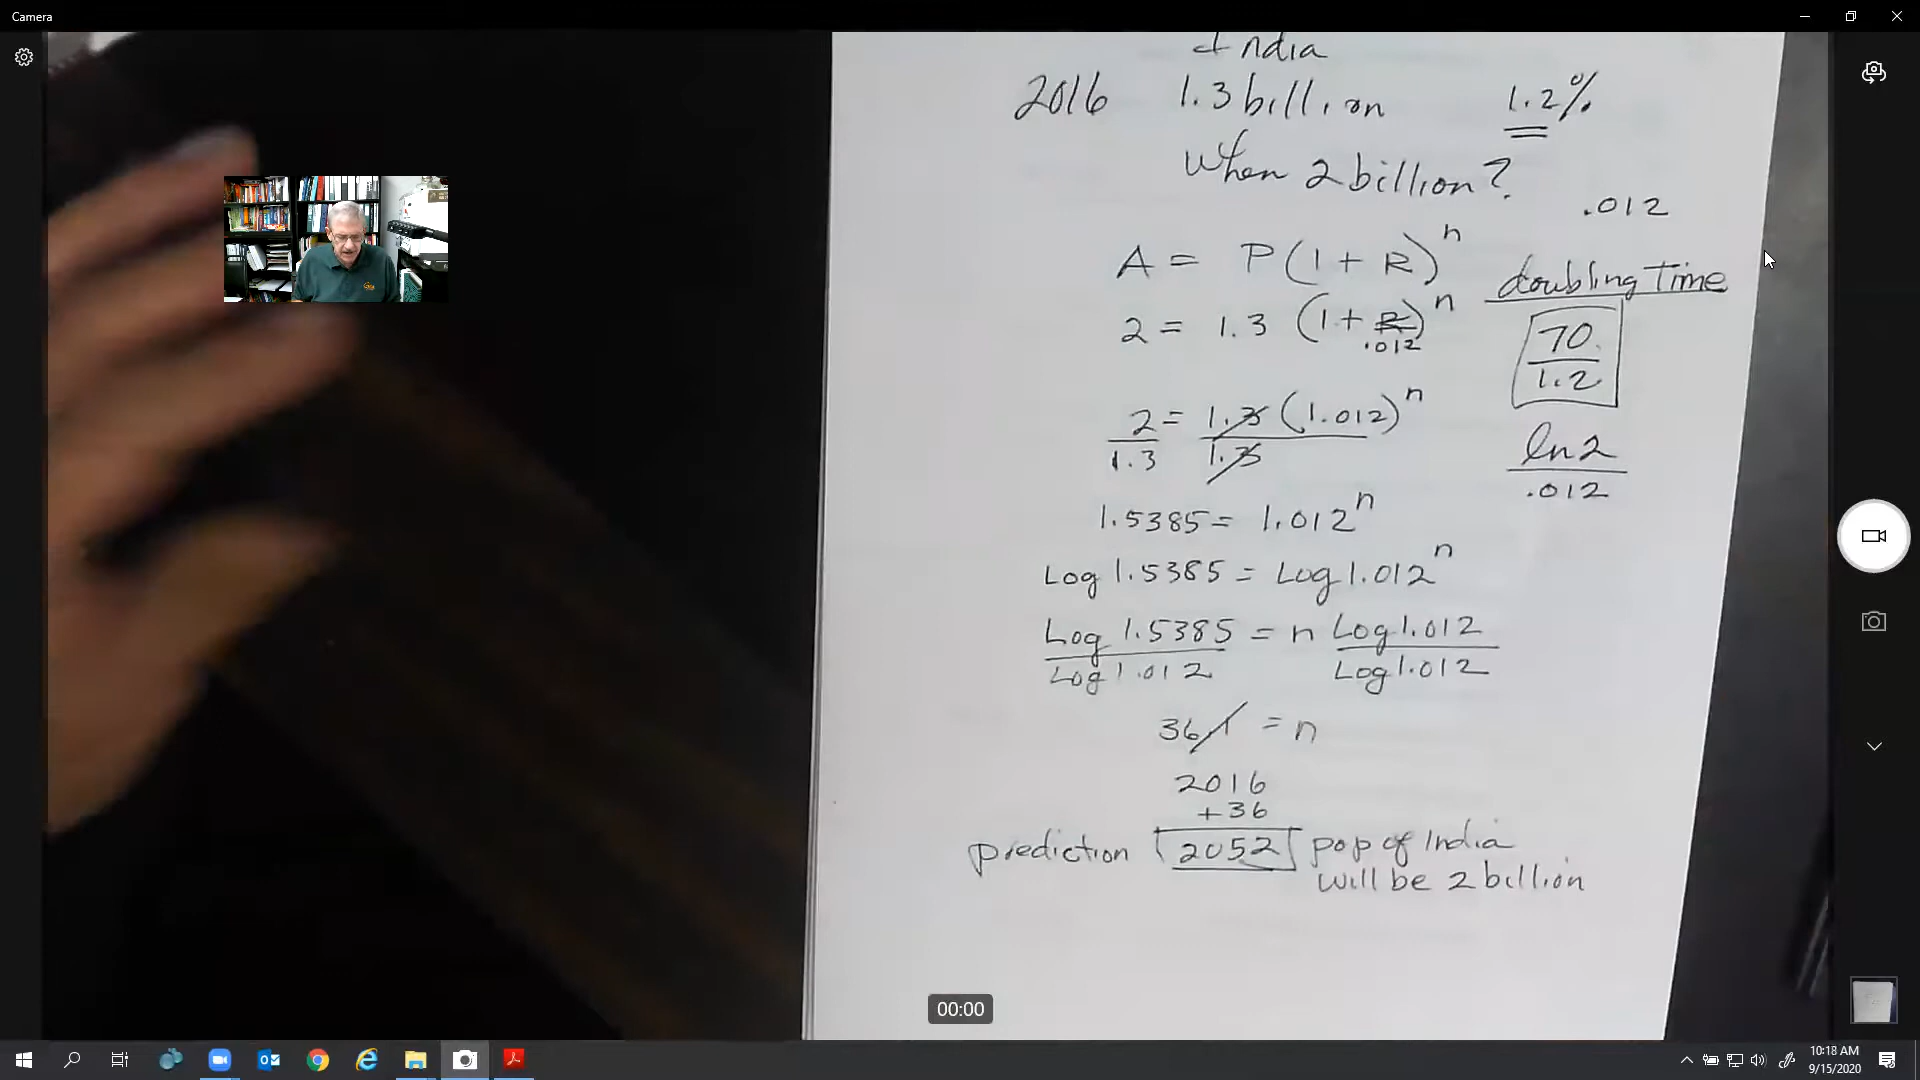 Camera
India
2016 1.3 billion 1.2%
When 2 billion?
.012
A = P(1 + R)^n
doubling Time
2 = 1.3 (1 + R)^n
.012
70
1.2
2 = 1.3 (1.012)^n
1.3 1.3
ln 2
.012
1.5385 = 1.012^n
Log 1.5385 = Log 1.012^n
Log 1.5385 = n Log 1.012
Log 1.012 Log 1.012
36.1 = n
2016
+36
prediction 2052 pop of India
will be 2 billion
00:00
10:18 AM
9/15/2020